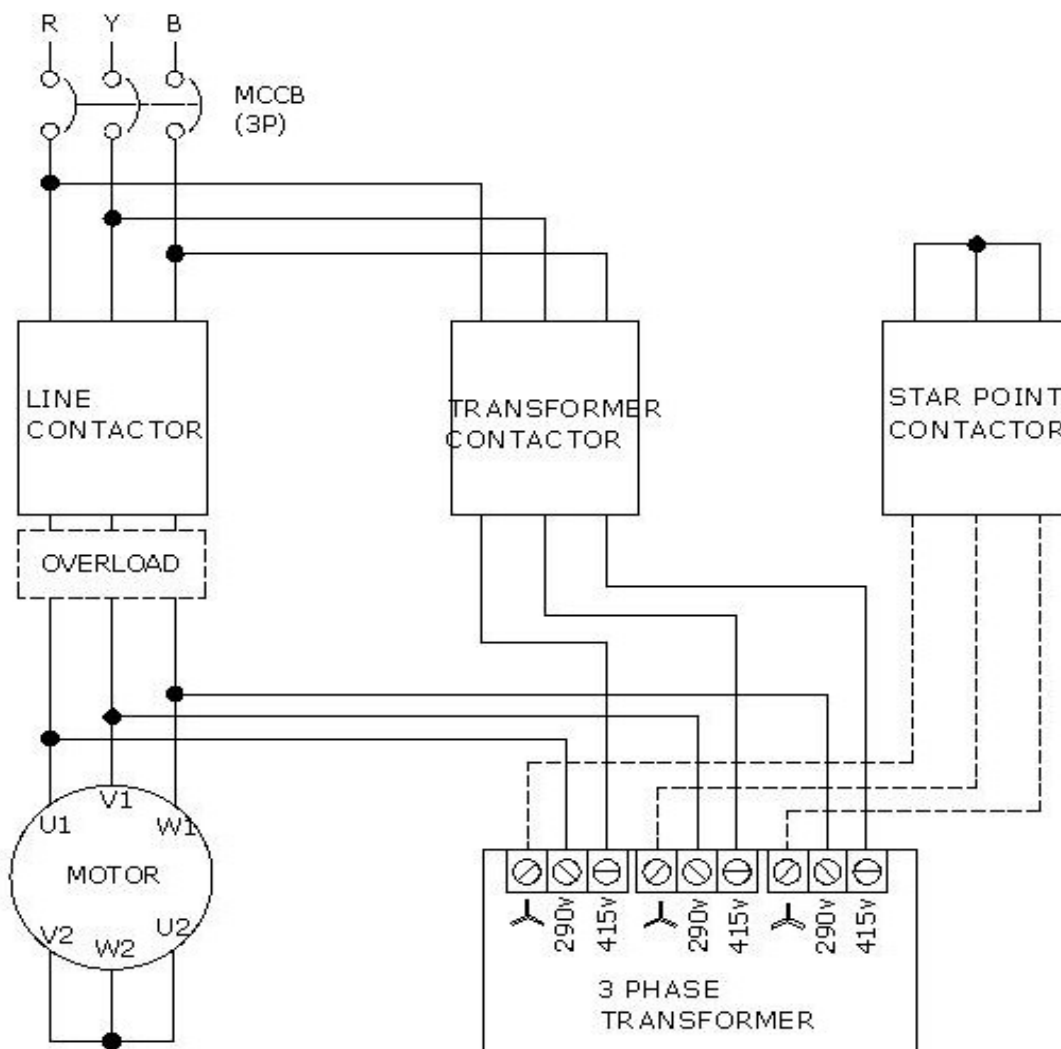 R Y B
MCCB
(3P)
LINE
CONTACTOR
TRANSFORMER
CONTACTOR
STAR POINT
CONTACTOR
OVERLOAD
V1
U1 W1
MOTOR
V2 U2
W2
290v 415v 290v 415v 290v 415v
3 PHASE
TRANSFORMER